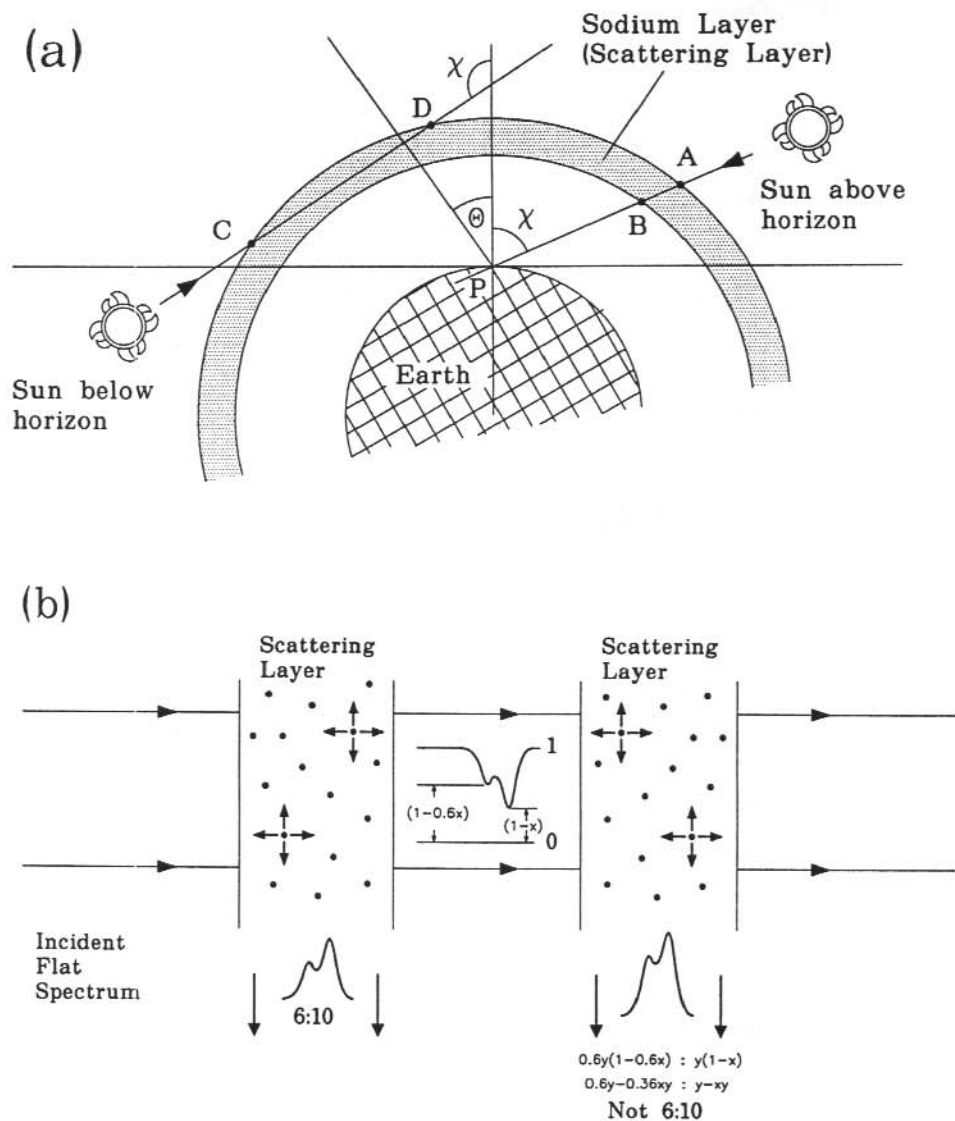 (a)
Sodium Layer
(Scattering Layer)
χ
D
A
Sun above
horizon
B
C
Θ
χ
P
Earth
Sun below
horizon
(b)
Scattering
Layer
Scattering
Layer
1
(1-0.6x)
(1-x)
0
Incident
Flat
Spectrum
6:10
0.6y(1-0.6x) : y(1-x)
0.6y-0.36xy : y-xy
Not 6:10